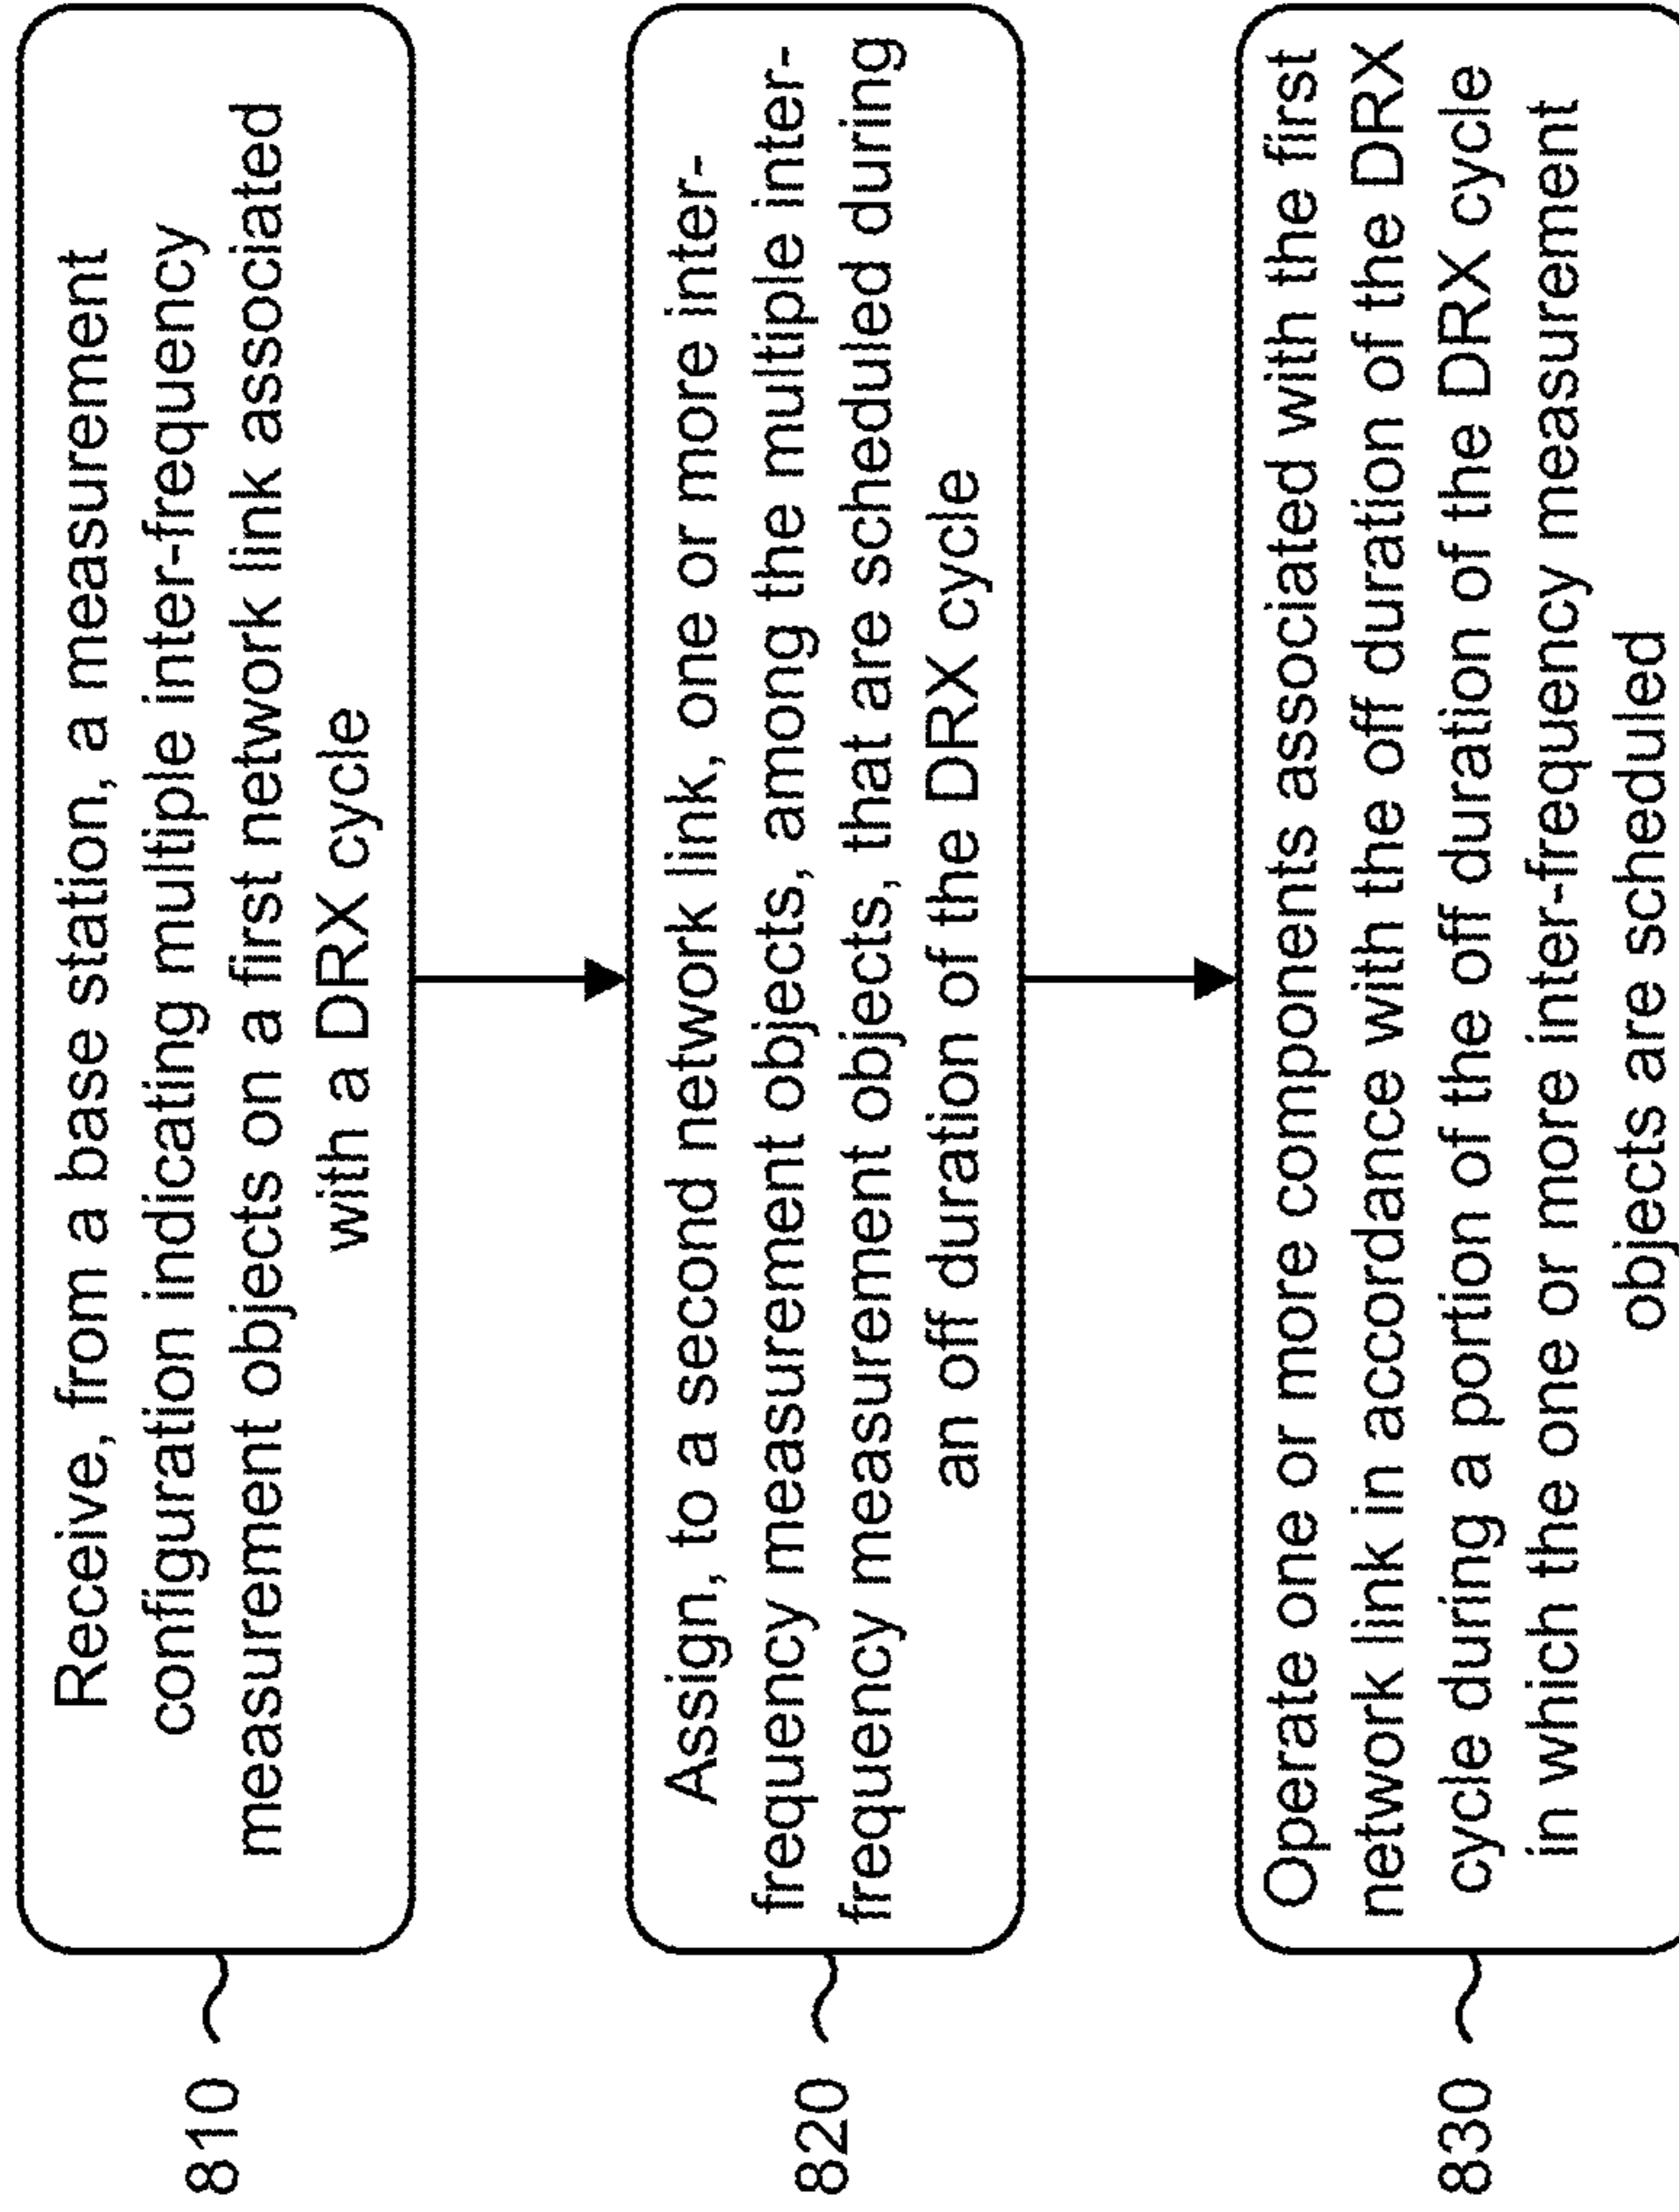 810
Receive, from a base station, a measurement
configuration indicating multiple inter-frequency
measurement objects on a first network link associated
with a DRX cycle
820
Assign, to a second network link, one or more inter-
frequency measurement objects, among the multiple inter-
frequency measurement objects, that are scheduled during
an off duration of the DRX cycle
830
Operate one or more components associated with the first
network link in accordance with the off duration of the DRX
cycle during a portion of the off duration of the DRX cycle
in which the one or more inter-frequency measurement
objects are scheduled